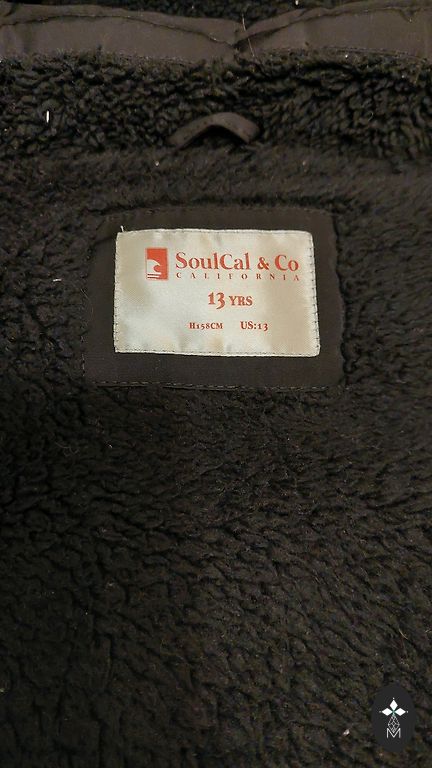 SoulCal & Co
CALIFORNIA
13 YRS
H158CM US:13
M